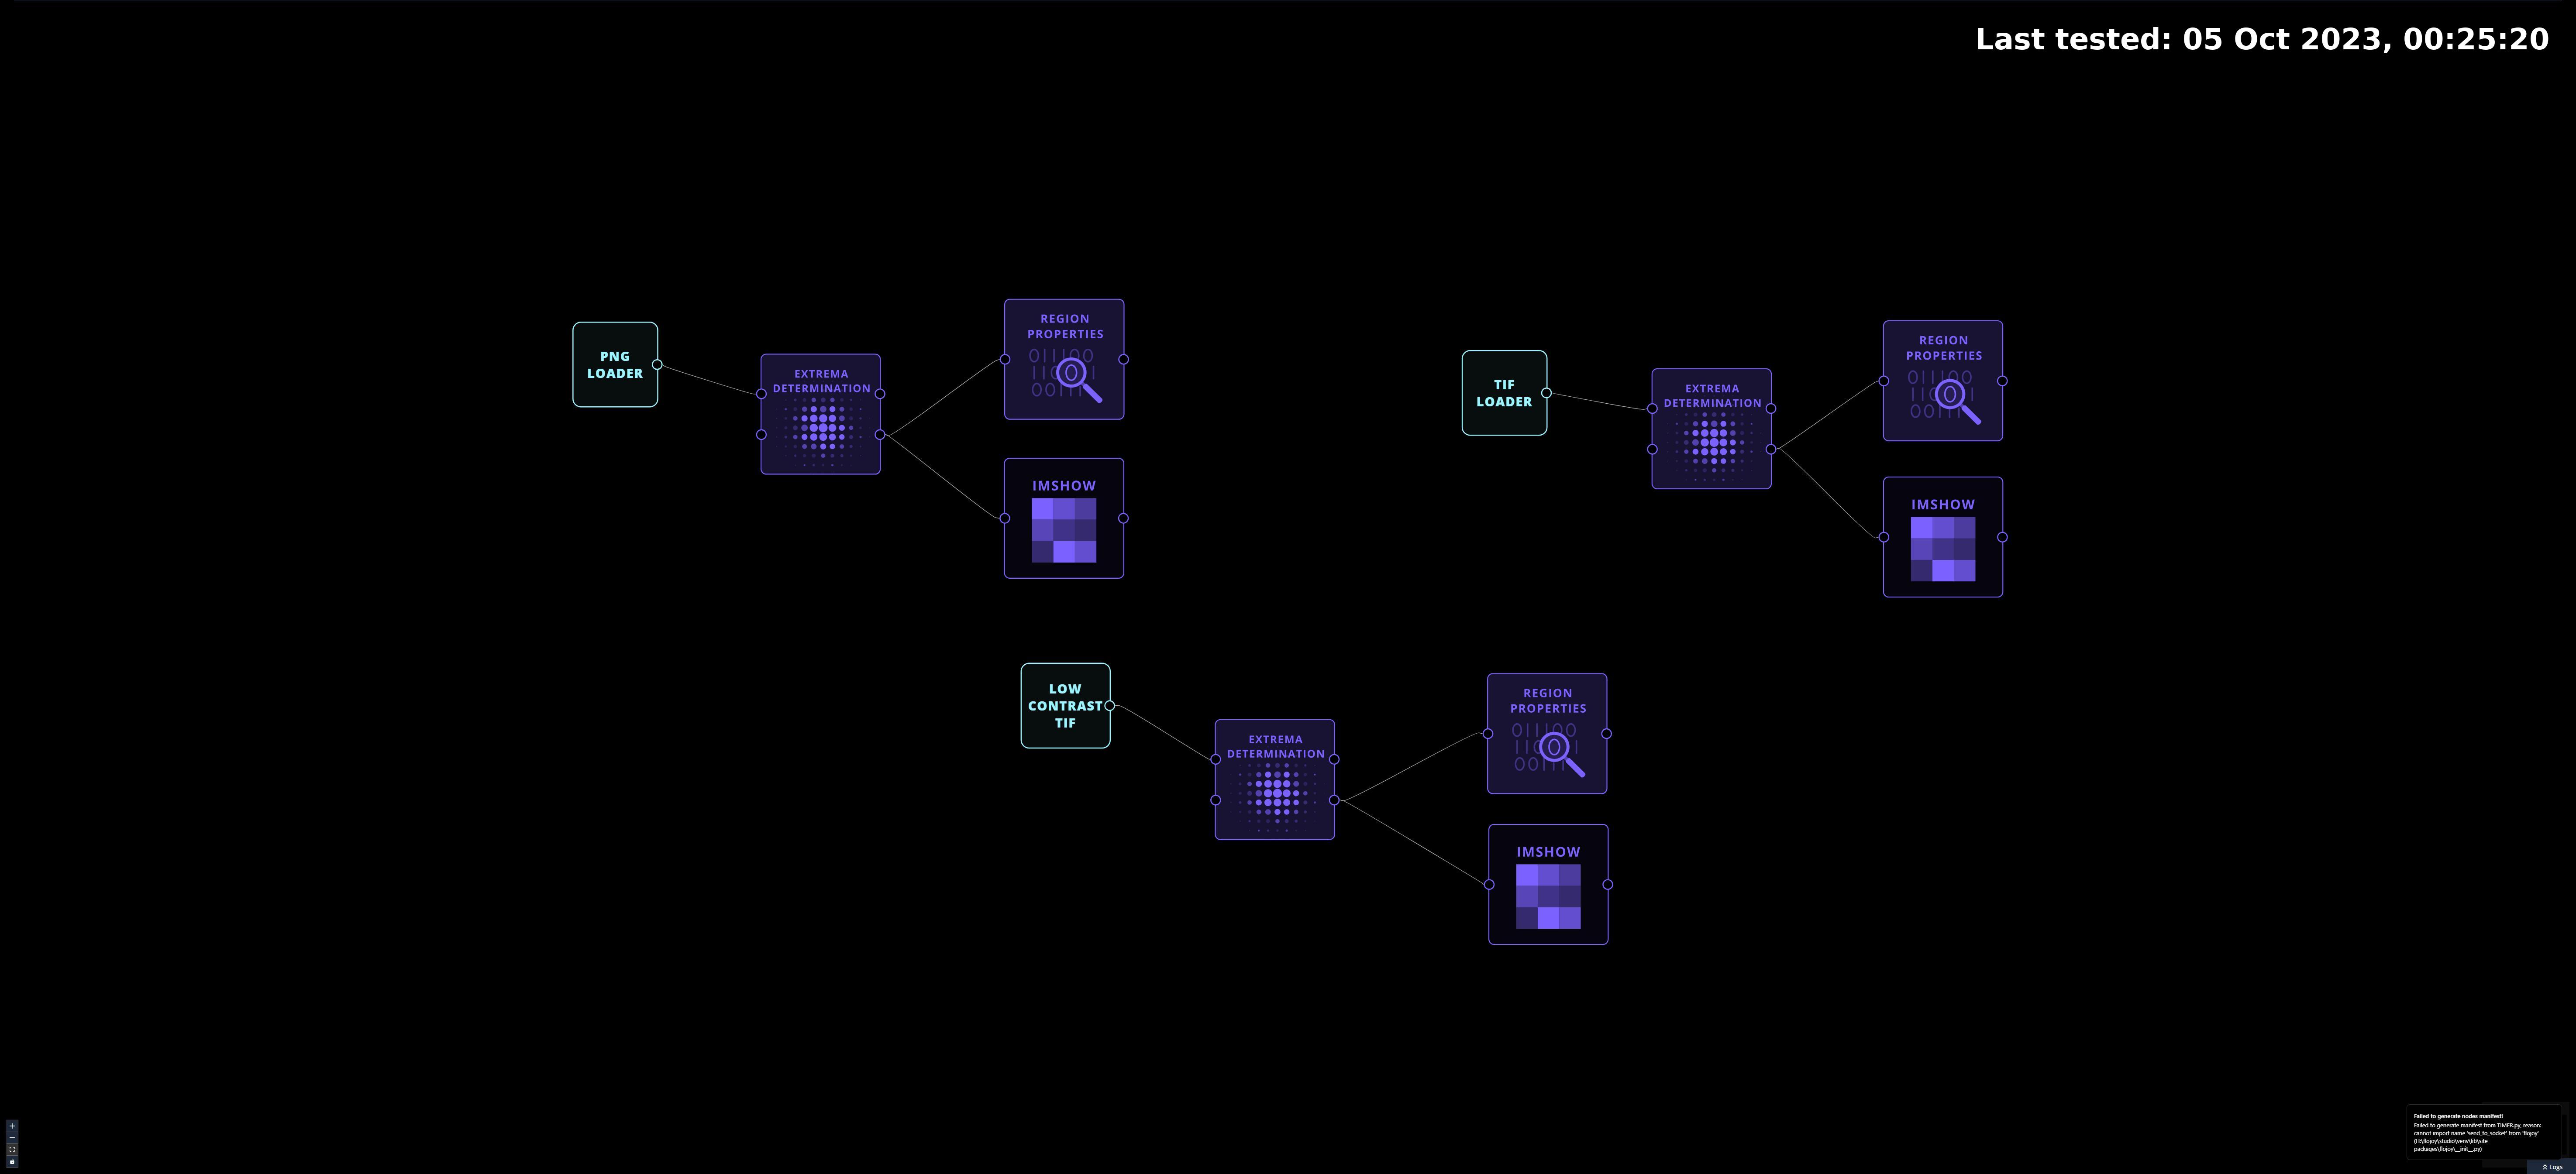 Last tested: 05 Oct 2023, 00:25:20
PNG
LOADER
EXTREMA
DETERMINATION
REGION
PROPERTIES
IMSHOW
TIF
LOADER
EXTREMA
DETERMINATION
REGION
PROPERTIES
IMSHOW
LOW
CONTRAST
TIF
EXTREMA
DETERMINATION
REGION
PROPERTIES
IMSHOW
Failed to generate nodes manifest!
Failed to generate manifest from TIMER.py, reason:
cannot import name 'send_to_socket' from 'flojoy'
(H:\flojoy\studio\venv\lib\site-
packages\flojoy\__init__.py)
Logs